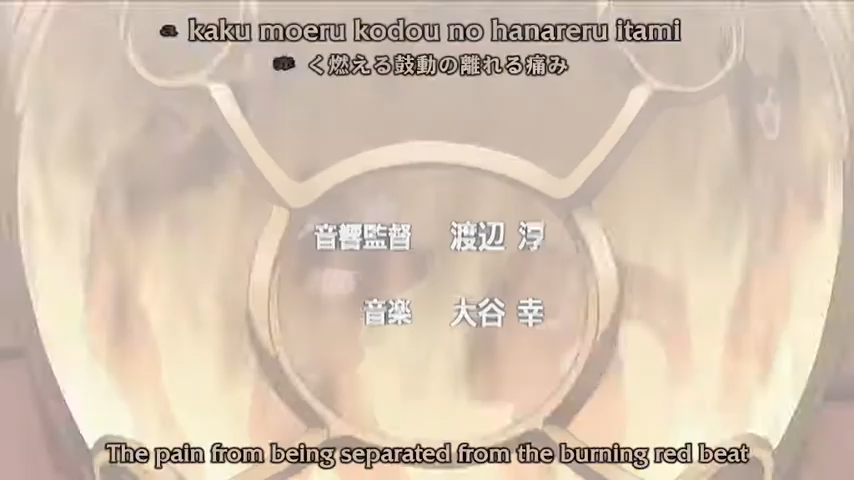 a kaku moeru kodou no hanareru itami
赤く燃える鼓動の離れる痛み
音響監督 渡辺 淳
音楽 大谷 幸
The pain from being separated from the burning red beat